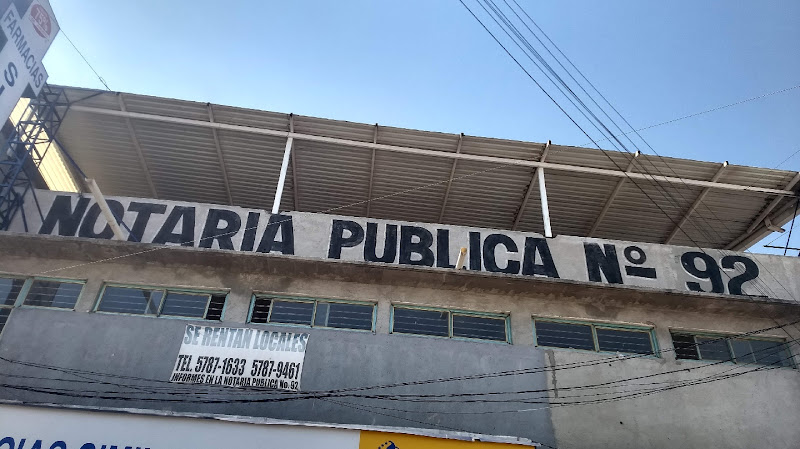 FARMACIAS
NOTARIA PUBLICA Nº 92
SE RENTAN LOCALES
TEL. 5787-1633 5787-9461
INFORMES EN LA NOTARIA PUBLICA No. 92